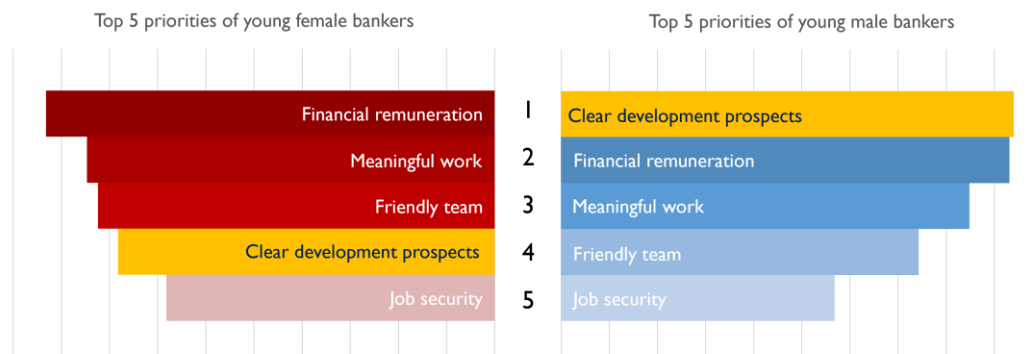 Top 5 priorities of young female bankers
Top 5 priorities of young male bankers
Financial remuneration
1
Clear development prospects
Meaningful work
2
Financial remuneration
Friendly team
3
Meaningful work
Clear development prospects
4
Friendly team
Job security
5
Job security